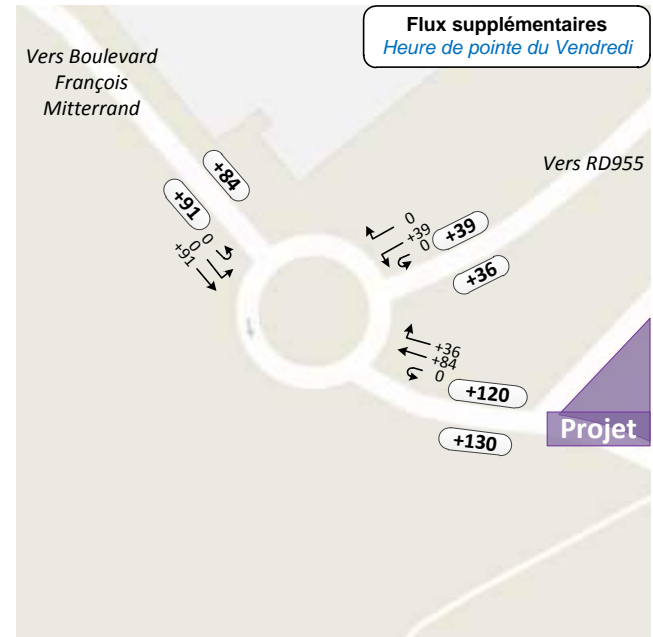 Flux supplémentaires
Heure de pointe du Vendredi
Vers Boulevard
François
Mitterrand
Vers RD955
+84
+91
0
0
+91
0
+39
0
+39
+36
+36
+84
0
+120
+130
Projet